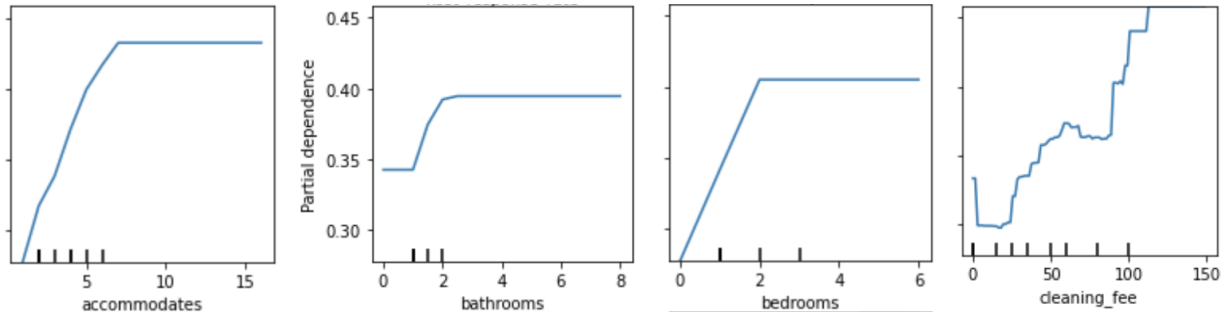 0.45
0.40
0.35
0.30
Partial dependence
5 10 15
accommodates
0 2 4 6 8
bathrooms
0 2 4 6
bedrooms
0 50 100 150
cleaning_fee